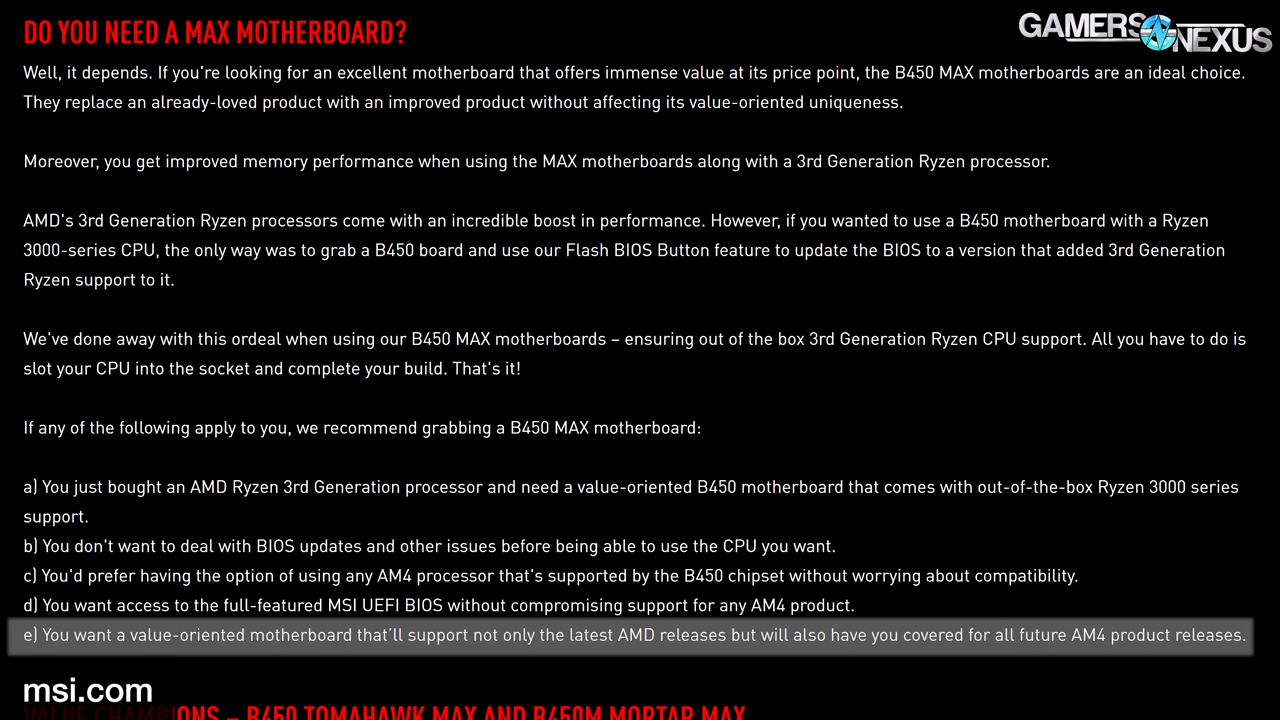 DO YOU NEED A MAX MOTHERBOARD?
GAMERS NEXUS
Well, it depends. If you're looking for an excellent motherboard that offers immense value at its price point, the B450 MAX motherboards are an ideal choice.
They replace an already-loved product with an improved product without affecting its value-oriented uniqueness.
Moreover, you get improved memory performance when using the MAX motherboards along with a 3rd Generation Ryzen processor.
AMD's 3rd Generation Ryzen processors come with an incredible boost in performance. However, if you wanted to use a B450 motherboard with a Ryzen
3000-series CPU, the only way was to grab a B450 board and use our Flash BIOS Button feature to update the BIOS to a version that added 3rd Generation
Ryzen support to it.
We've done away with this ordeal when using our B450 MAX motherboards – ensuring out of the box 3rd Generation Ryzen CPU support. All you have to do is
slot your CPU into the socket and complete your build. That's it!
If any of the following apply to you, we recommend grabbing a B450 MAX motherboard:
a) You just bought an AMD Ryzen 3rd Generation processor and need a value-oriented B450 motherboard that comes with out-of-the-box Ryzen 3000 series
support.
b) You don't want to deal with BIOS updates and other issues before being able to use the CPU you want.
c) You'd prefer having the option of using any AM4 processor that's supported by the B450 chipset without worrying about compatibility.
d) You want access to the full-featured MSI UEFI BIOS without compromising support for any AM4 product.
e) You want a value-oriented motherboard that'll support not only the latest AMD releases but will also have you covered for all future AM4 product releases.
msi.com
VALUE CHAMPIONS – B450 TOMAHAWK MAX AND B450M MORTAR MAX